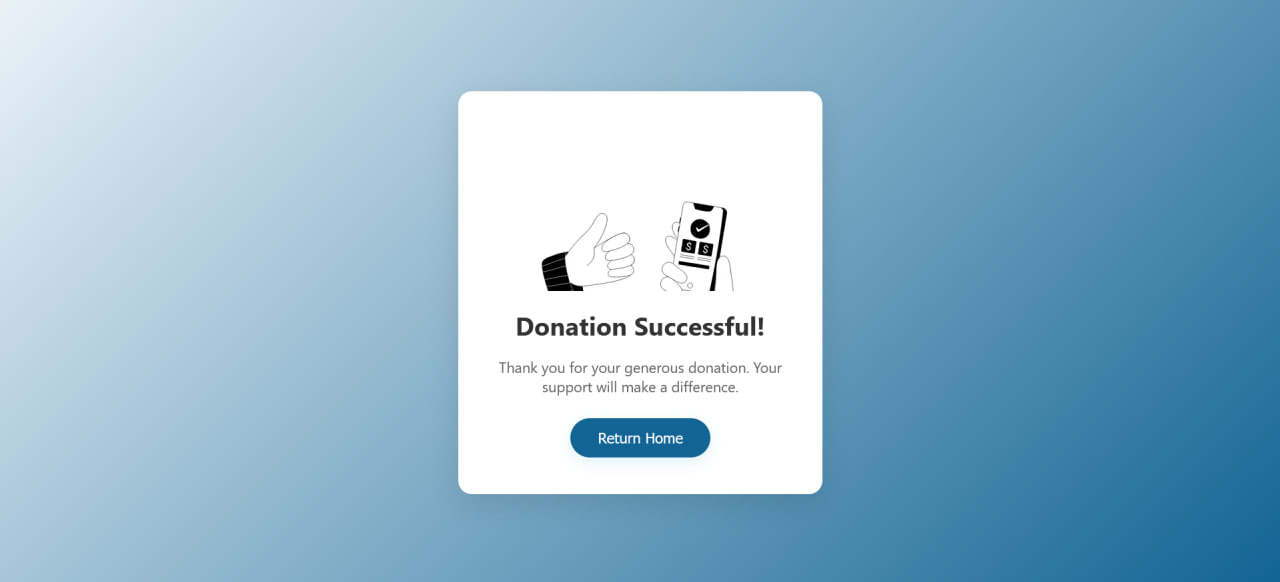 $ $
Donation Successful!
Thank you for your generous donation. Your
support will make a difference.
Return Home